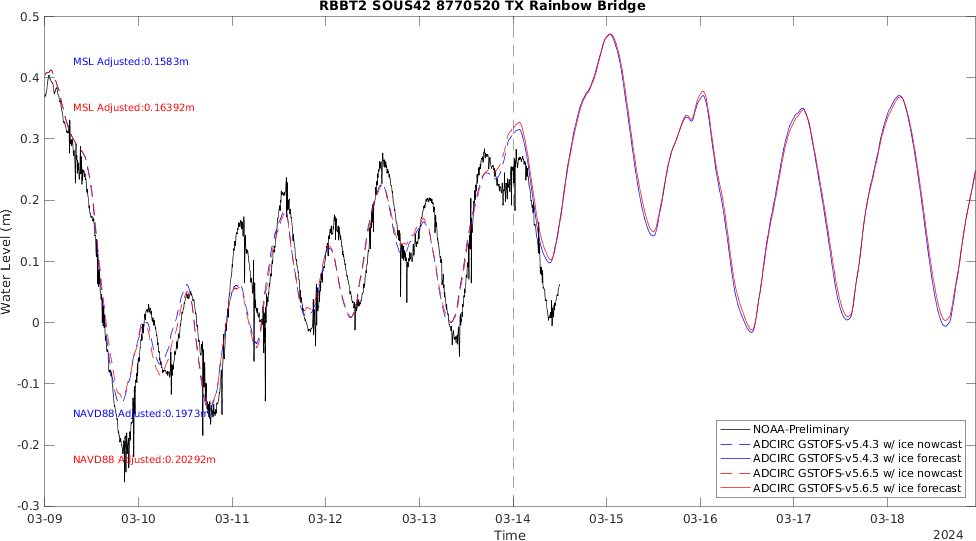 RBBT2 SOUS42 8770520 TX Rainbow Bridge
0.5
0.4
0.3
0.2
0.1
0
-0.1
-0.2
-0.3
Water Level (m)
MSL Adjusted:0.1583m
MSL Adjusted:0.16392m
NAVD88 Adjusted:0.1973m
NAVD88 Adjusted:0.20292m
NOAA-Preliminary
ADCIRC GSTOFS-v5.4.3 w/ ice nowcast
ADCIRC GSTOFS-v5.4.3 w/ ice forecast
ADCIRC GSTOFS-v5.6.5 w/ ice nowcast
ADCIRC GSTOFS-v5.6.5 w/ ice forecast
03-09 03-10 03-11 03-12 03-13 03-14 03-15 03-16 03-17 03-18
Time
2024